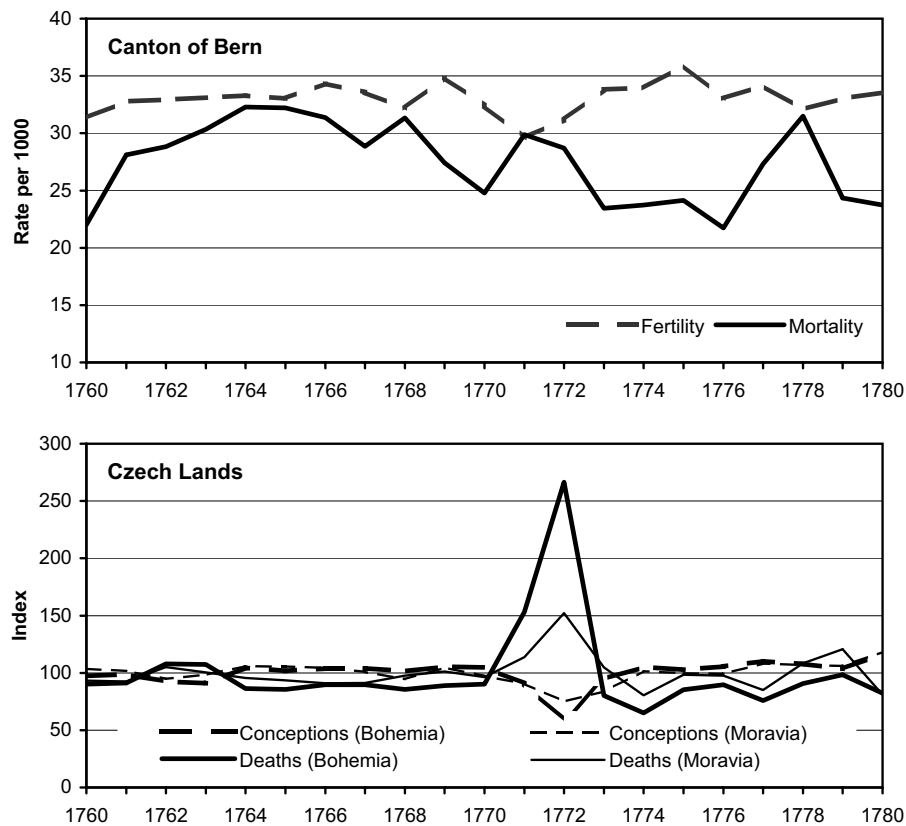 Canton of Bern
Rate per 1000
40
35
30
25
20
15
10
Fertility Mortality
1760 1762 1764 1766 1768 1770 1772 1774 1776 1778 1780
Czech Lands
Index
300
250
200
150
100
50
0
Conceptions (Bohemia) Conceptions (Moravia)
Deaths (Bohemia) Deaths (Moravia)
1760 1762 1764 1766 1768 1770 1772 1774 1776 1778 1780